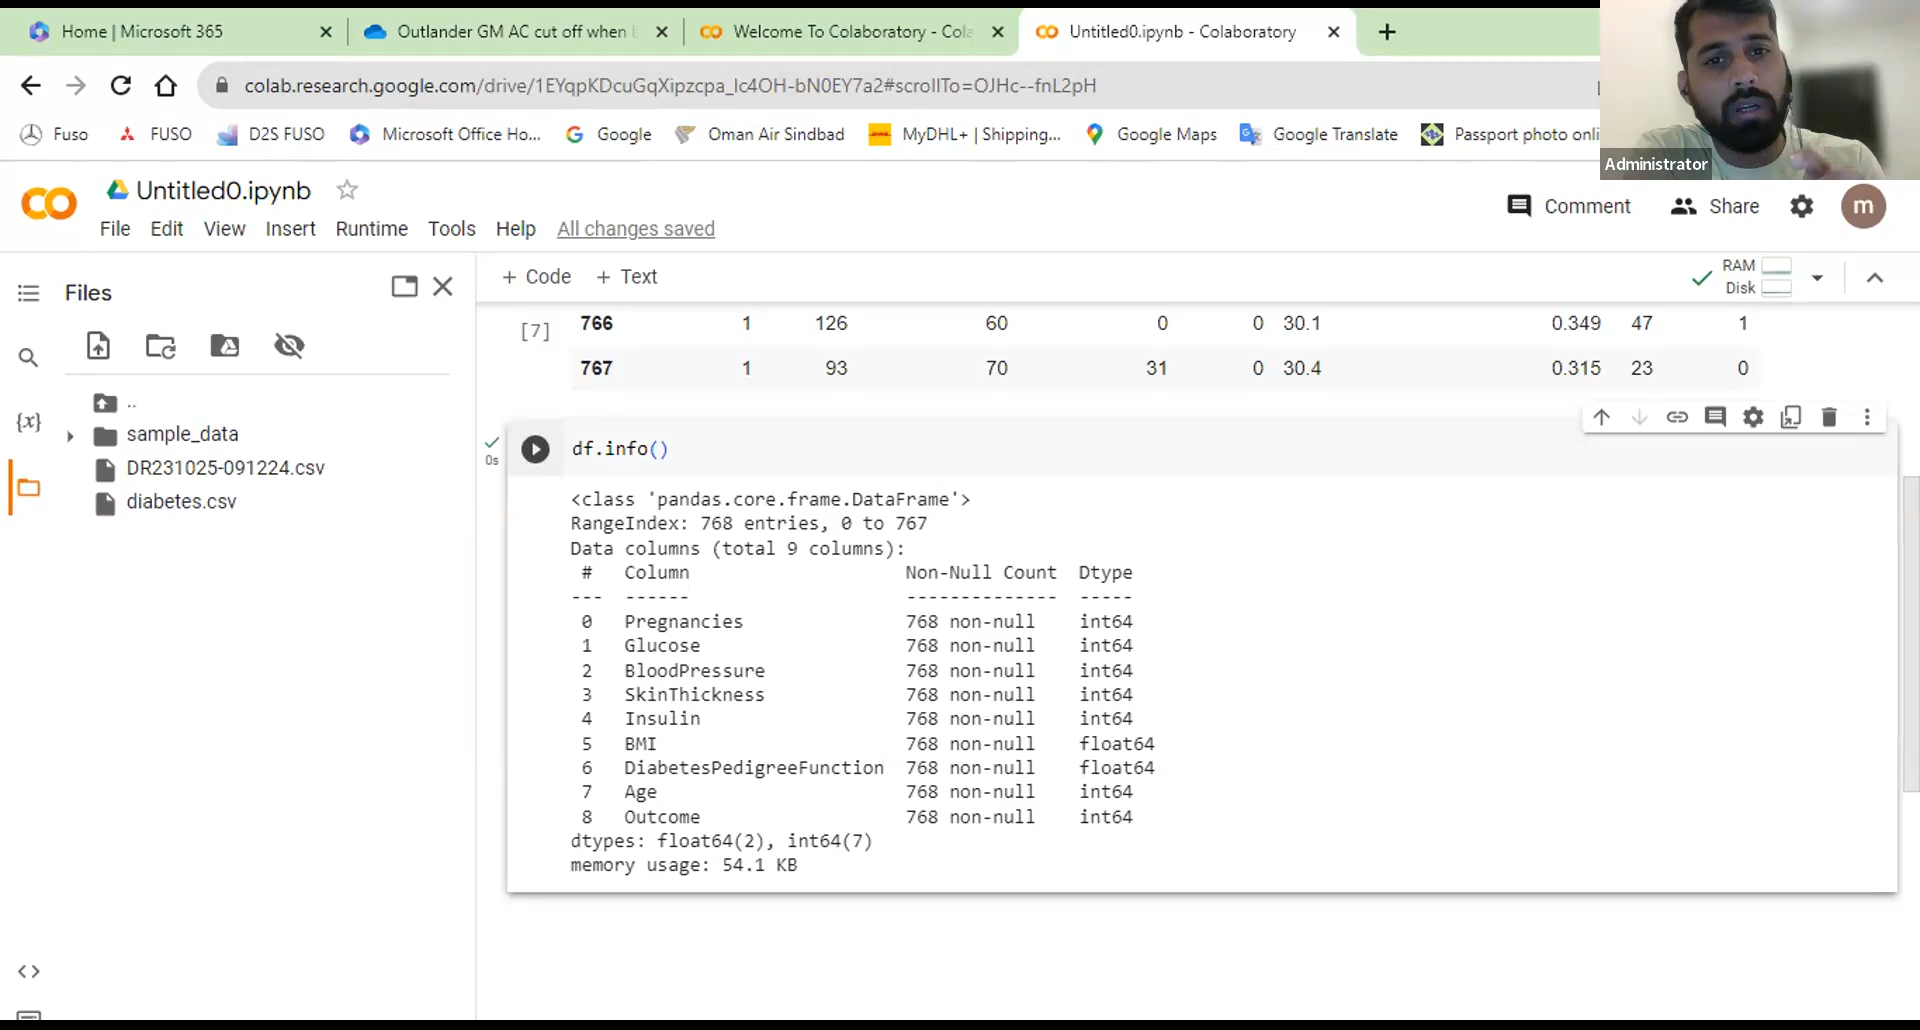 Home | Microsoft 365
Outlander GM AC cut off when
Welcome To Colaboratory - Cola
Untitled0.ipynb - Colaboratory
colab.research.google.com/drive/1EYqpKDcuGqXipzcpa_lc4OH-bN0EY7a2#scrollTo=OJHc--fnL2pH
Fuso FUSO D2S FUSO Microsoft Office Ho... Google Oman Air Sindbad MyDHL+ | Shipping... Google Maps Google Translate Passport photo onli
Administrator
Untitled0.ipynb
File Edit View Insert Runtime Tools Help All changes saved
Comment Share m
Files
+ Code + Text
RAM
Disk
..
sample_data
DR231025-091224.csv
diabetes.csv
{x}
[7] 766 1 126 60 0 0 30.1 0.349 47 1
767 1 93 70 31 0 30.4 0.315 23 0
0s
df.info()
<class 'pandas.core.frame.DataFrame'>
RangeIndex: 768 entries, 0 to 767
Data columns (total 9 columns):
# Column Non-Null Count Dtype
--- ------ -------------- -----
0 Pregnancies 768 non-null int64
1 Glucose 768 non-null int64
2 BloodPressure 768 non-null int64
3 SkinThickness 768 non-null int64
4 Insulin 768 non-null int64
5 BMI 768 non-null float64
6 DiabetesPedigreeFunction 768 non-null float64
7 Age 768 non-null int64
8 Outcome 768 non-null int64
dtypes: float64(2), int64(7)
memory usage: 54.1 KB